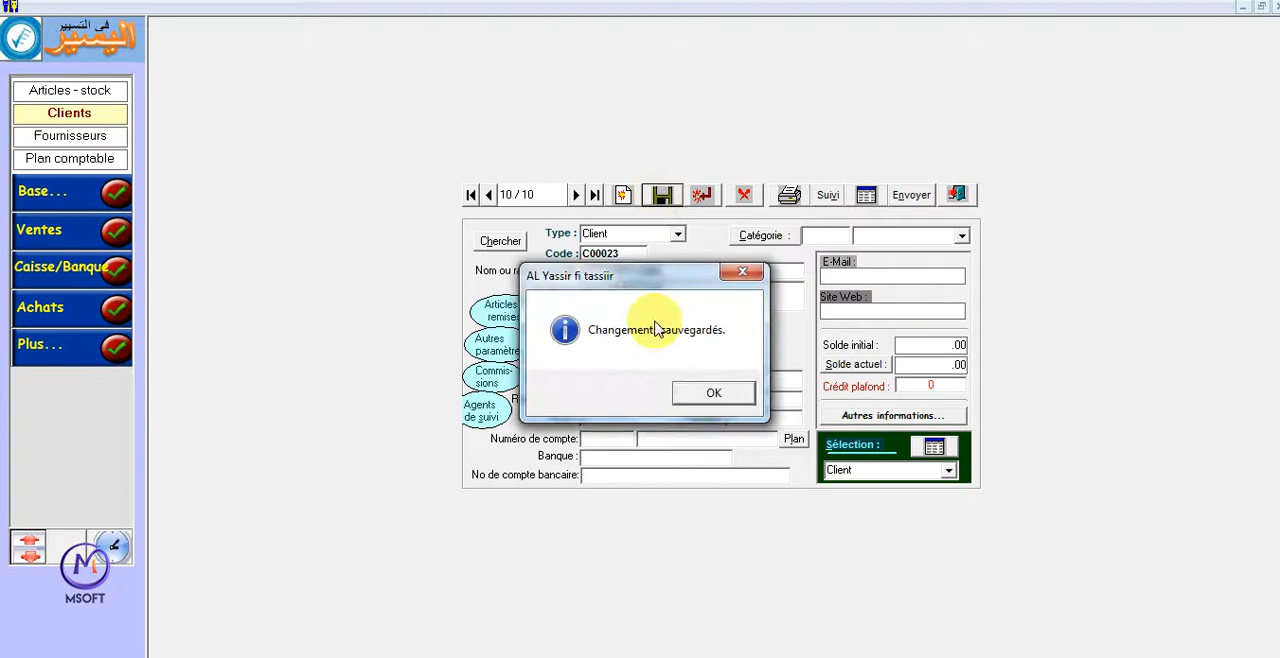 فى التسيير
اليسير
Articles - stock
Clients
Fournisseurs
Plan comptable
Base...
Ventes
Caisse/Banque
Achats
Plus...
MSOFT
10 / 10
Suivi
Envoyer
Chercher
Type :
Client
Catégorie :
Code :
C00023
Nom ou
E-Mail :
Site Web :
Articles
remises
Autres
paramètre
Commis-
sions
Agents
de suivi
AL Yassir fi tassiir
Changement sauvegardés.
OK
Solde initial :
.00
Solde actuel :
.00
Crédit plafond :
0
Autres informations...
Numéro de compte:
Plan
Banque :
No de compte bancaire:
Sélection :
Client